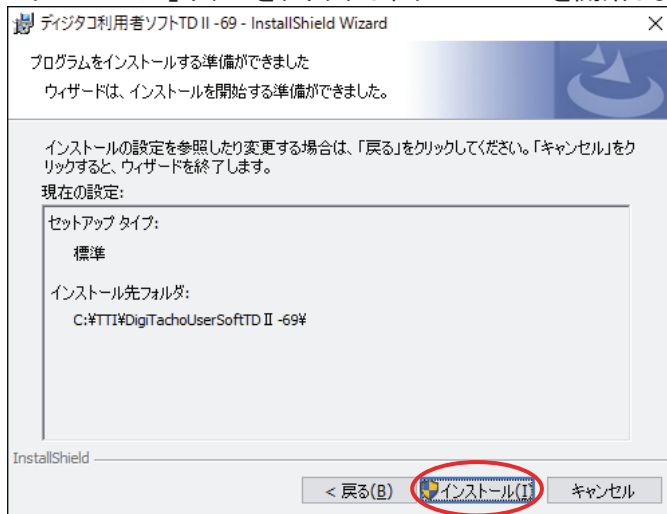 ディジタコ利用者ソフトTDⅡ-69 - InstallShield Wizard
プログラムをインストールする準備ができました
ウィザードは、インストールを開始する準備ができました。
インストールの設定を参照したり変更する場合は、「戻る」をクリックしてください。「キャンセル」をク
リックすると、ウィザードを終了します。
現在の設定:
セットアップ タイプ:
標準
インストール先フォルダ:
C:¥TTI¥DigiTachoUserSoftTDⅡ-69¥
InstallShield
< 戻る(B)
インストール(I)
キャンセル